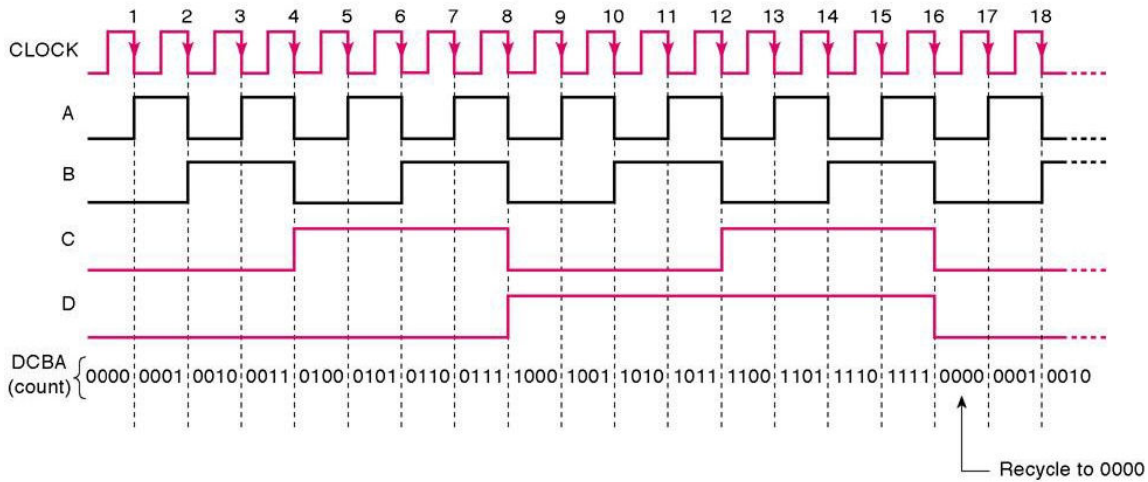 1 2 3 4 5 6 7 8 9 10 11 12 13 14 15 16 17 18
CLOCK
A
B
C
D
DCBA
(count)
0000 0001 0010 0011 0100 0101 0110 0111 1000 1001 1010 1011 1100 1101 1110 1111 0000 0001 0010
Recycle to 0000